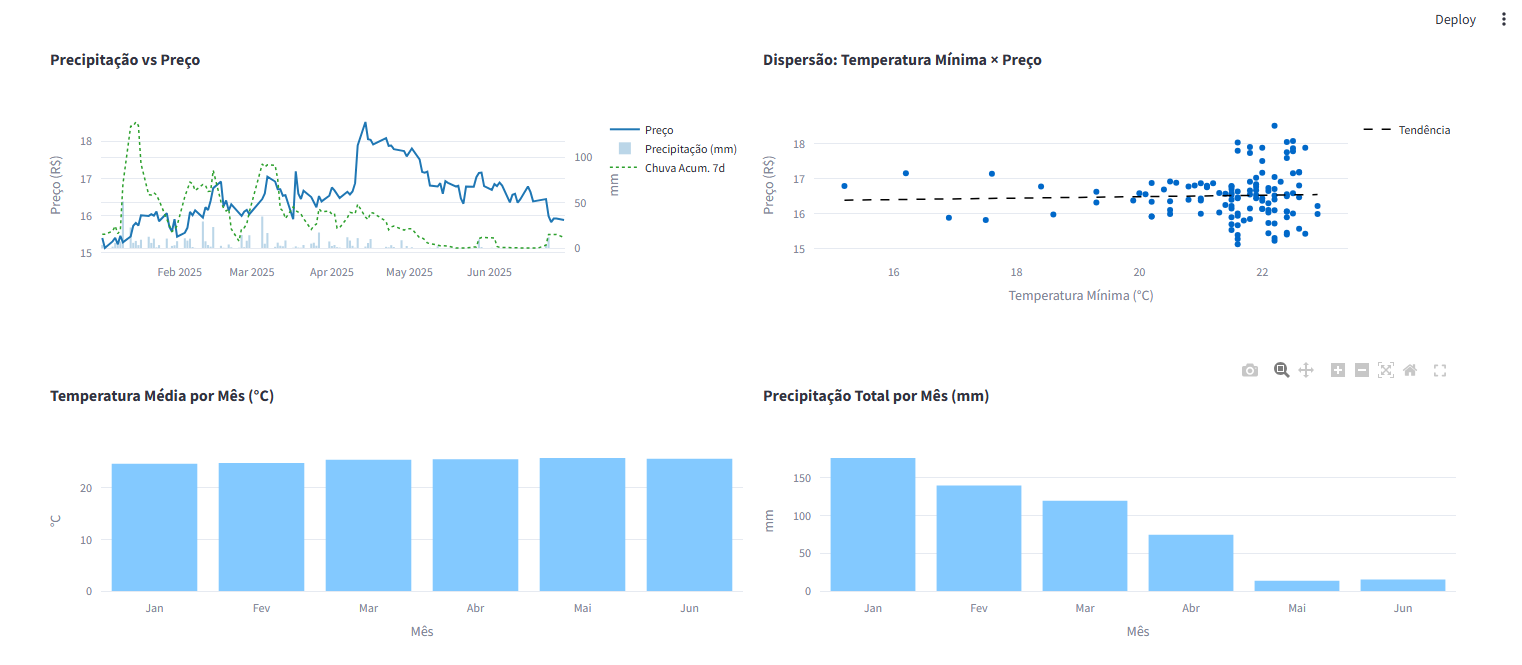 Deploy
Precipitação vs Preço
Preço (R$)
18
17
16
15
100
50
0
mm
Feb 2025
Mar 2025
Apr 2025
May 2025
Jun 2025
Preço
Precipitação (mm)
Chuva Acum. 7d
Dispersão: Temperatura Mínima × Preço
Preço (R$)
18
17
16
15
16
18
20
22
Temperatura Mínima (°C)
Tendência
Temperatura Média por Mês (°C)
°C
20
10
0
Jan
Fev
Mar
Abr
Mai
Jun
Mês
Precipitação Total por Mês (mm)
mm
150
100
50
0
Jan
Fev
Mar
Abr
Mai
Jun
Mês